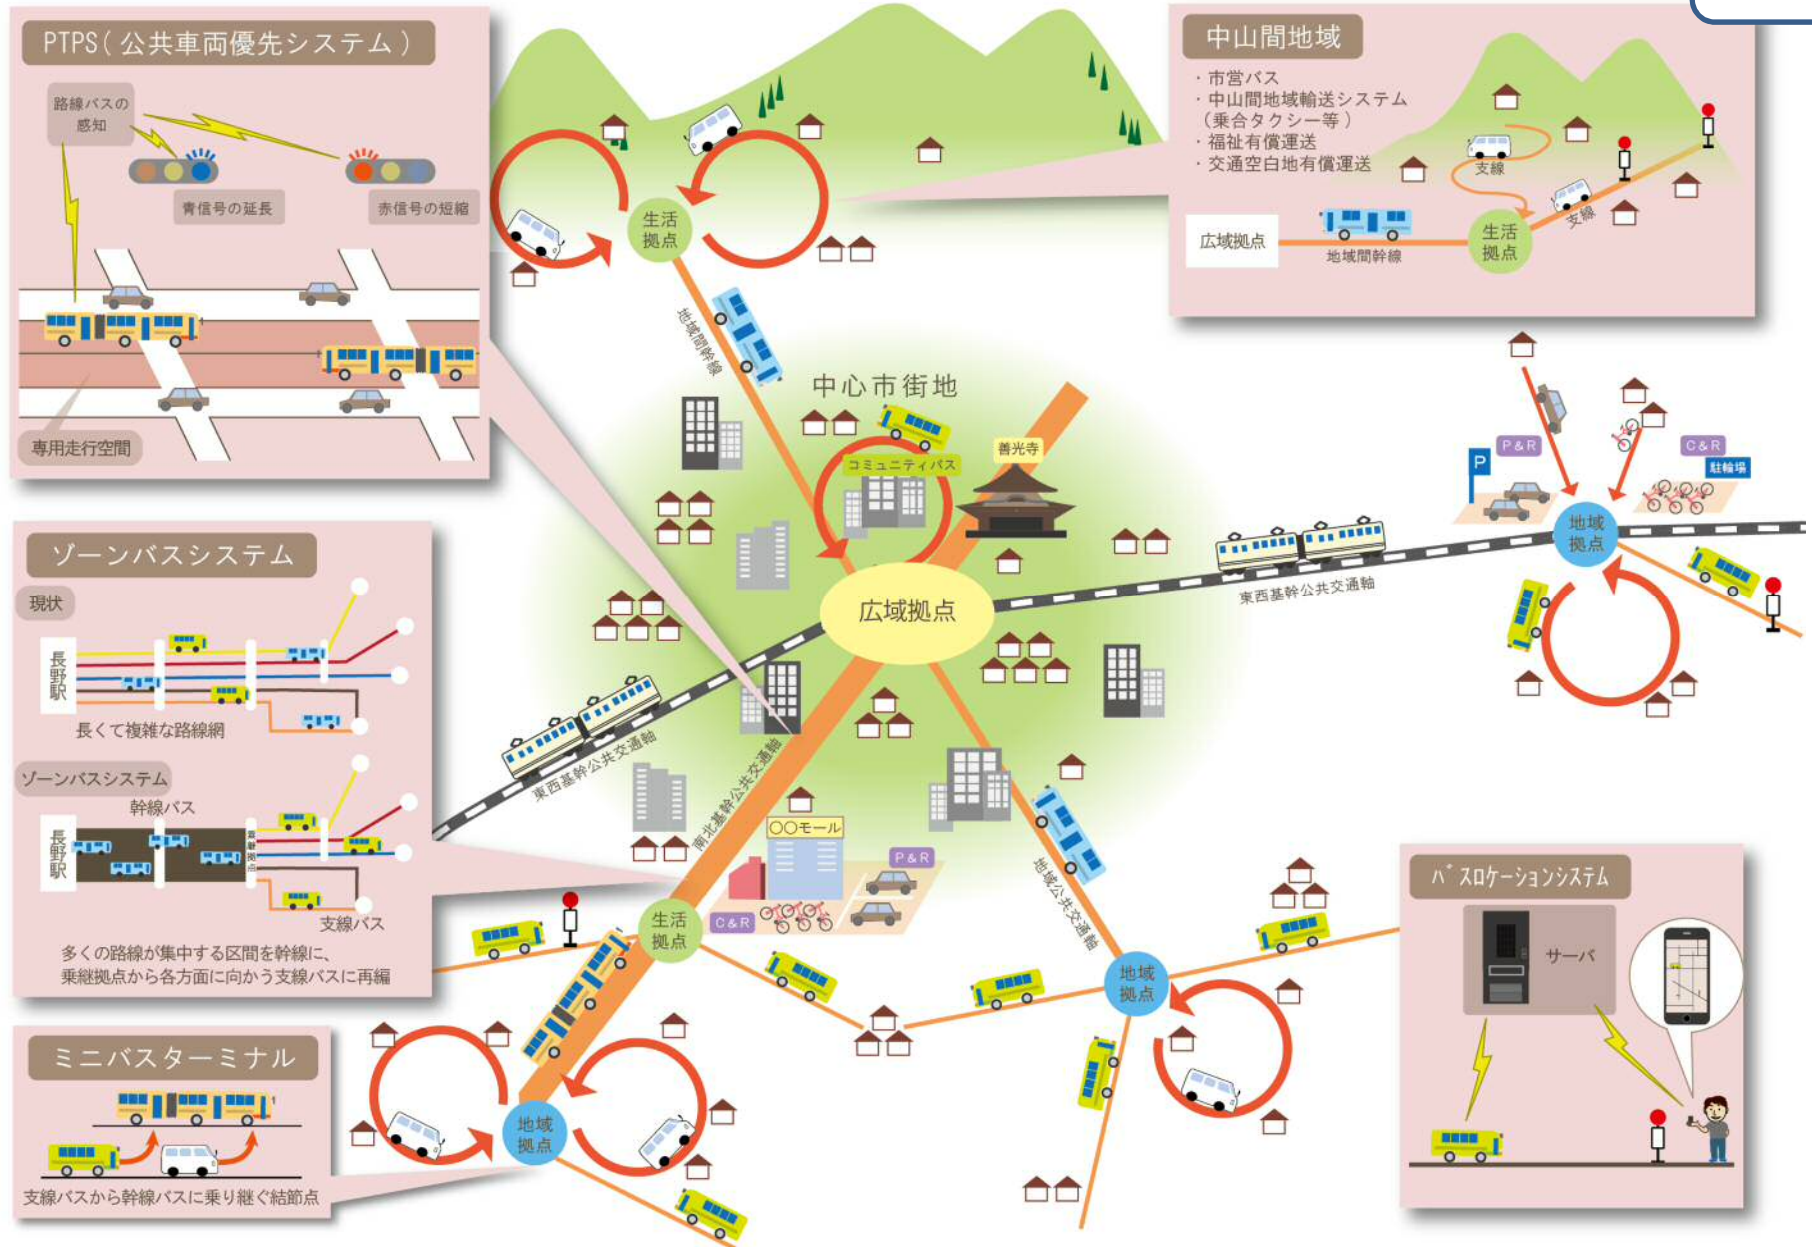 PTPS(公共車両優先システム)
路線バスの
感知
青信号の延長
赤信号の短縮
専用走行空間
中山間地域
・市営バス
・中山間地域輸送システム
(乗合タクシー等)
・福祉有償運送
・交通空白地有償運送
支線
支線
広域拠点
地域間幹線
生活
拠点
生活
拠点
地域間幹線
中心市街地
コミュニティバス
善光寺
広域拠点
P&R
P
C&R
駐輪場
地域
拠点
東西基幹公共交通軸
東西基幹公共交通軸
南北基幹公共交通軸
地域公共交通軸
ゾーンバスシステム
現状
長野駅
長くて複雑な路線網
ゾーンバスシステム
幹線バス
長野駅
乗継拠点
支線バス
多くの路線が集中する区間を幹線に、
乗継拠点から各方面に向かう支線バスに再編
〇〇モール
P&R
C&R
生活
拠点
地域
拠点
バスロケーションシステム
サーバ
ミニバスターミナル
支線バスから幹線バスに乗り継ぐ結節点
地域
拠点